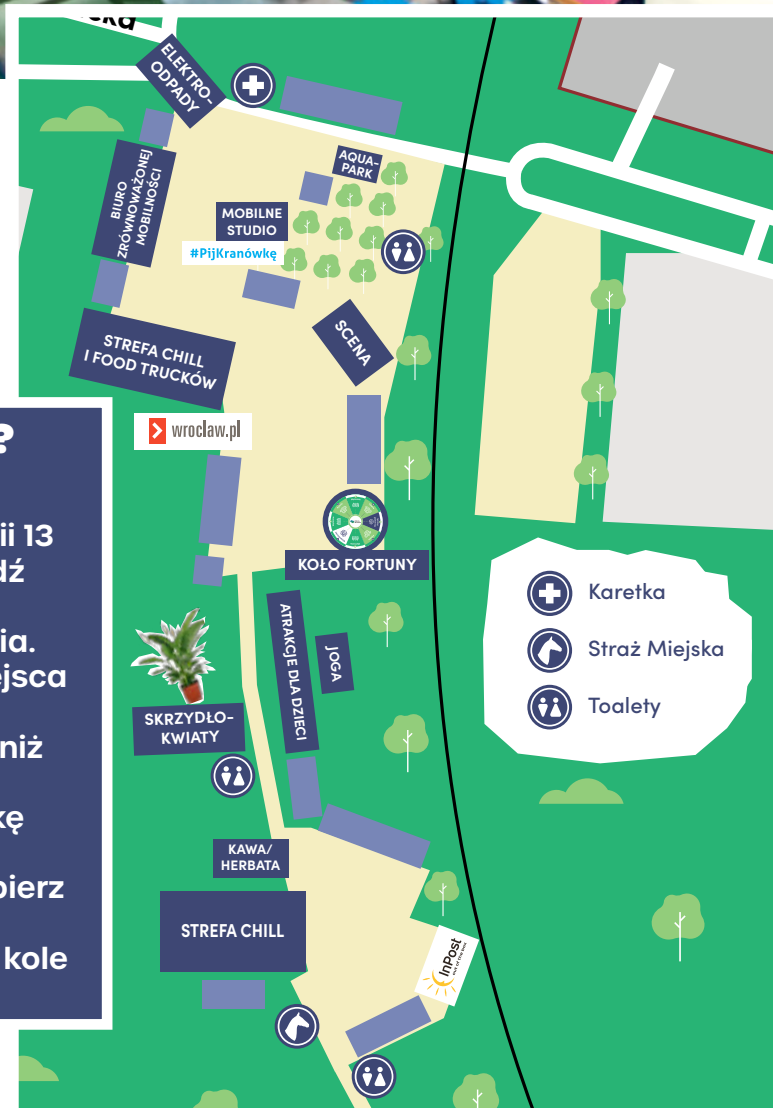 ELEKTRO-
ODPADY
AQUA-
PARK
BIURO
ZRÓWNOWAŻONEJ
MOBILNOŚCI
MOBILNE
STUDIO
#PijKranówkę
SCENA
STREFA CHILL
I FOOD TRUCKÓW
wroclaw.pl
KOŁO FORTUNY
ATRAKCJE DLA DZIECI
JOGA
SKRZYDŁO-
KWIATY
KAWA/
HERBATA
STREFA CHILL
InPost
Karetka
Straż Miejska
Toalety
?
ii 13
dź
ia.
ejsca
niż
kę
bierz
kole